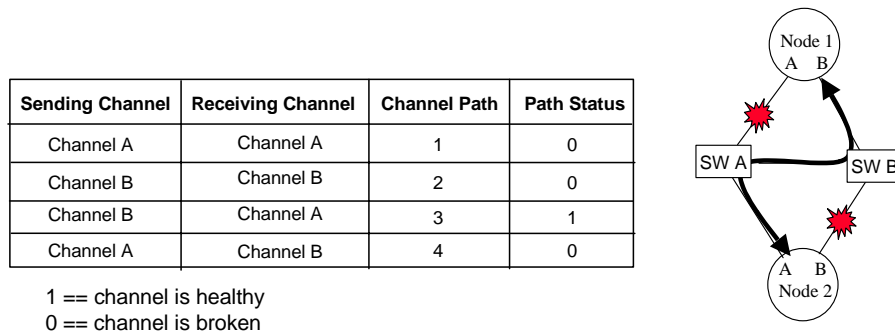 Sending Channel Receiving Channel Channel Path Path Status
Channel A Channel A 1 0
Channel B Channel B 2 0
Channel B Channel A 3 1
Channel A Channel B 4 0
1 == channel is healthy
0 == channel is broken
Node 1
A B
SW A
SW B
A B
Node 2